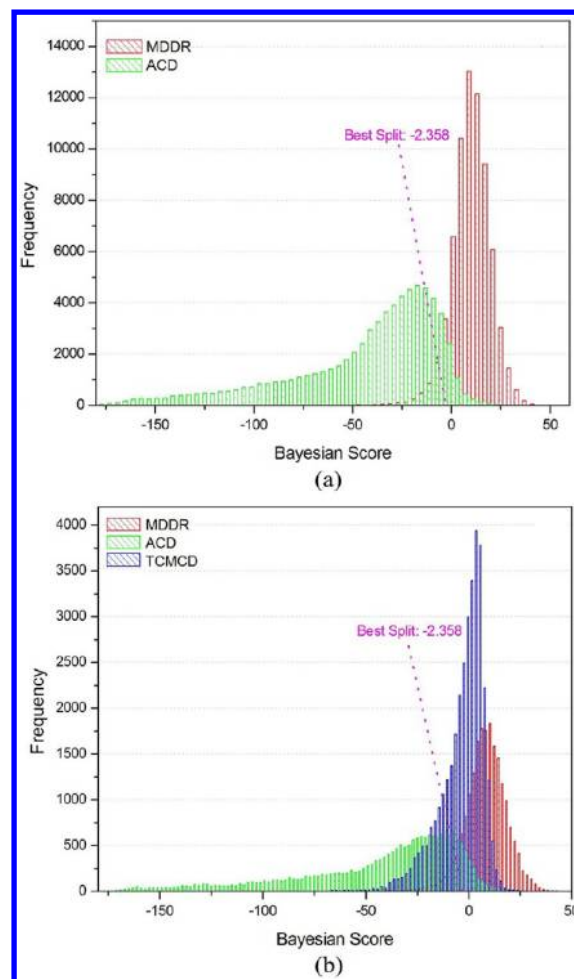 14000
12000
10000
8000
6000
4000
2000
0
Frequency
MDDR
ACD
Best Split: -2.358
-150
-100
-50
0
50
Bayesian Score
(a)
4000
3500
3000
2500
2000
1500
1000
500
0
Frequency
MDDR
ACD
TCMCD
Best Split: -2.358
-150
-100
-50
0
50
Bayesian Score
(b)